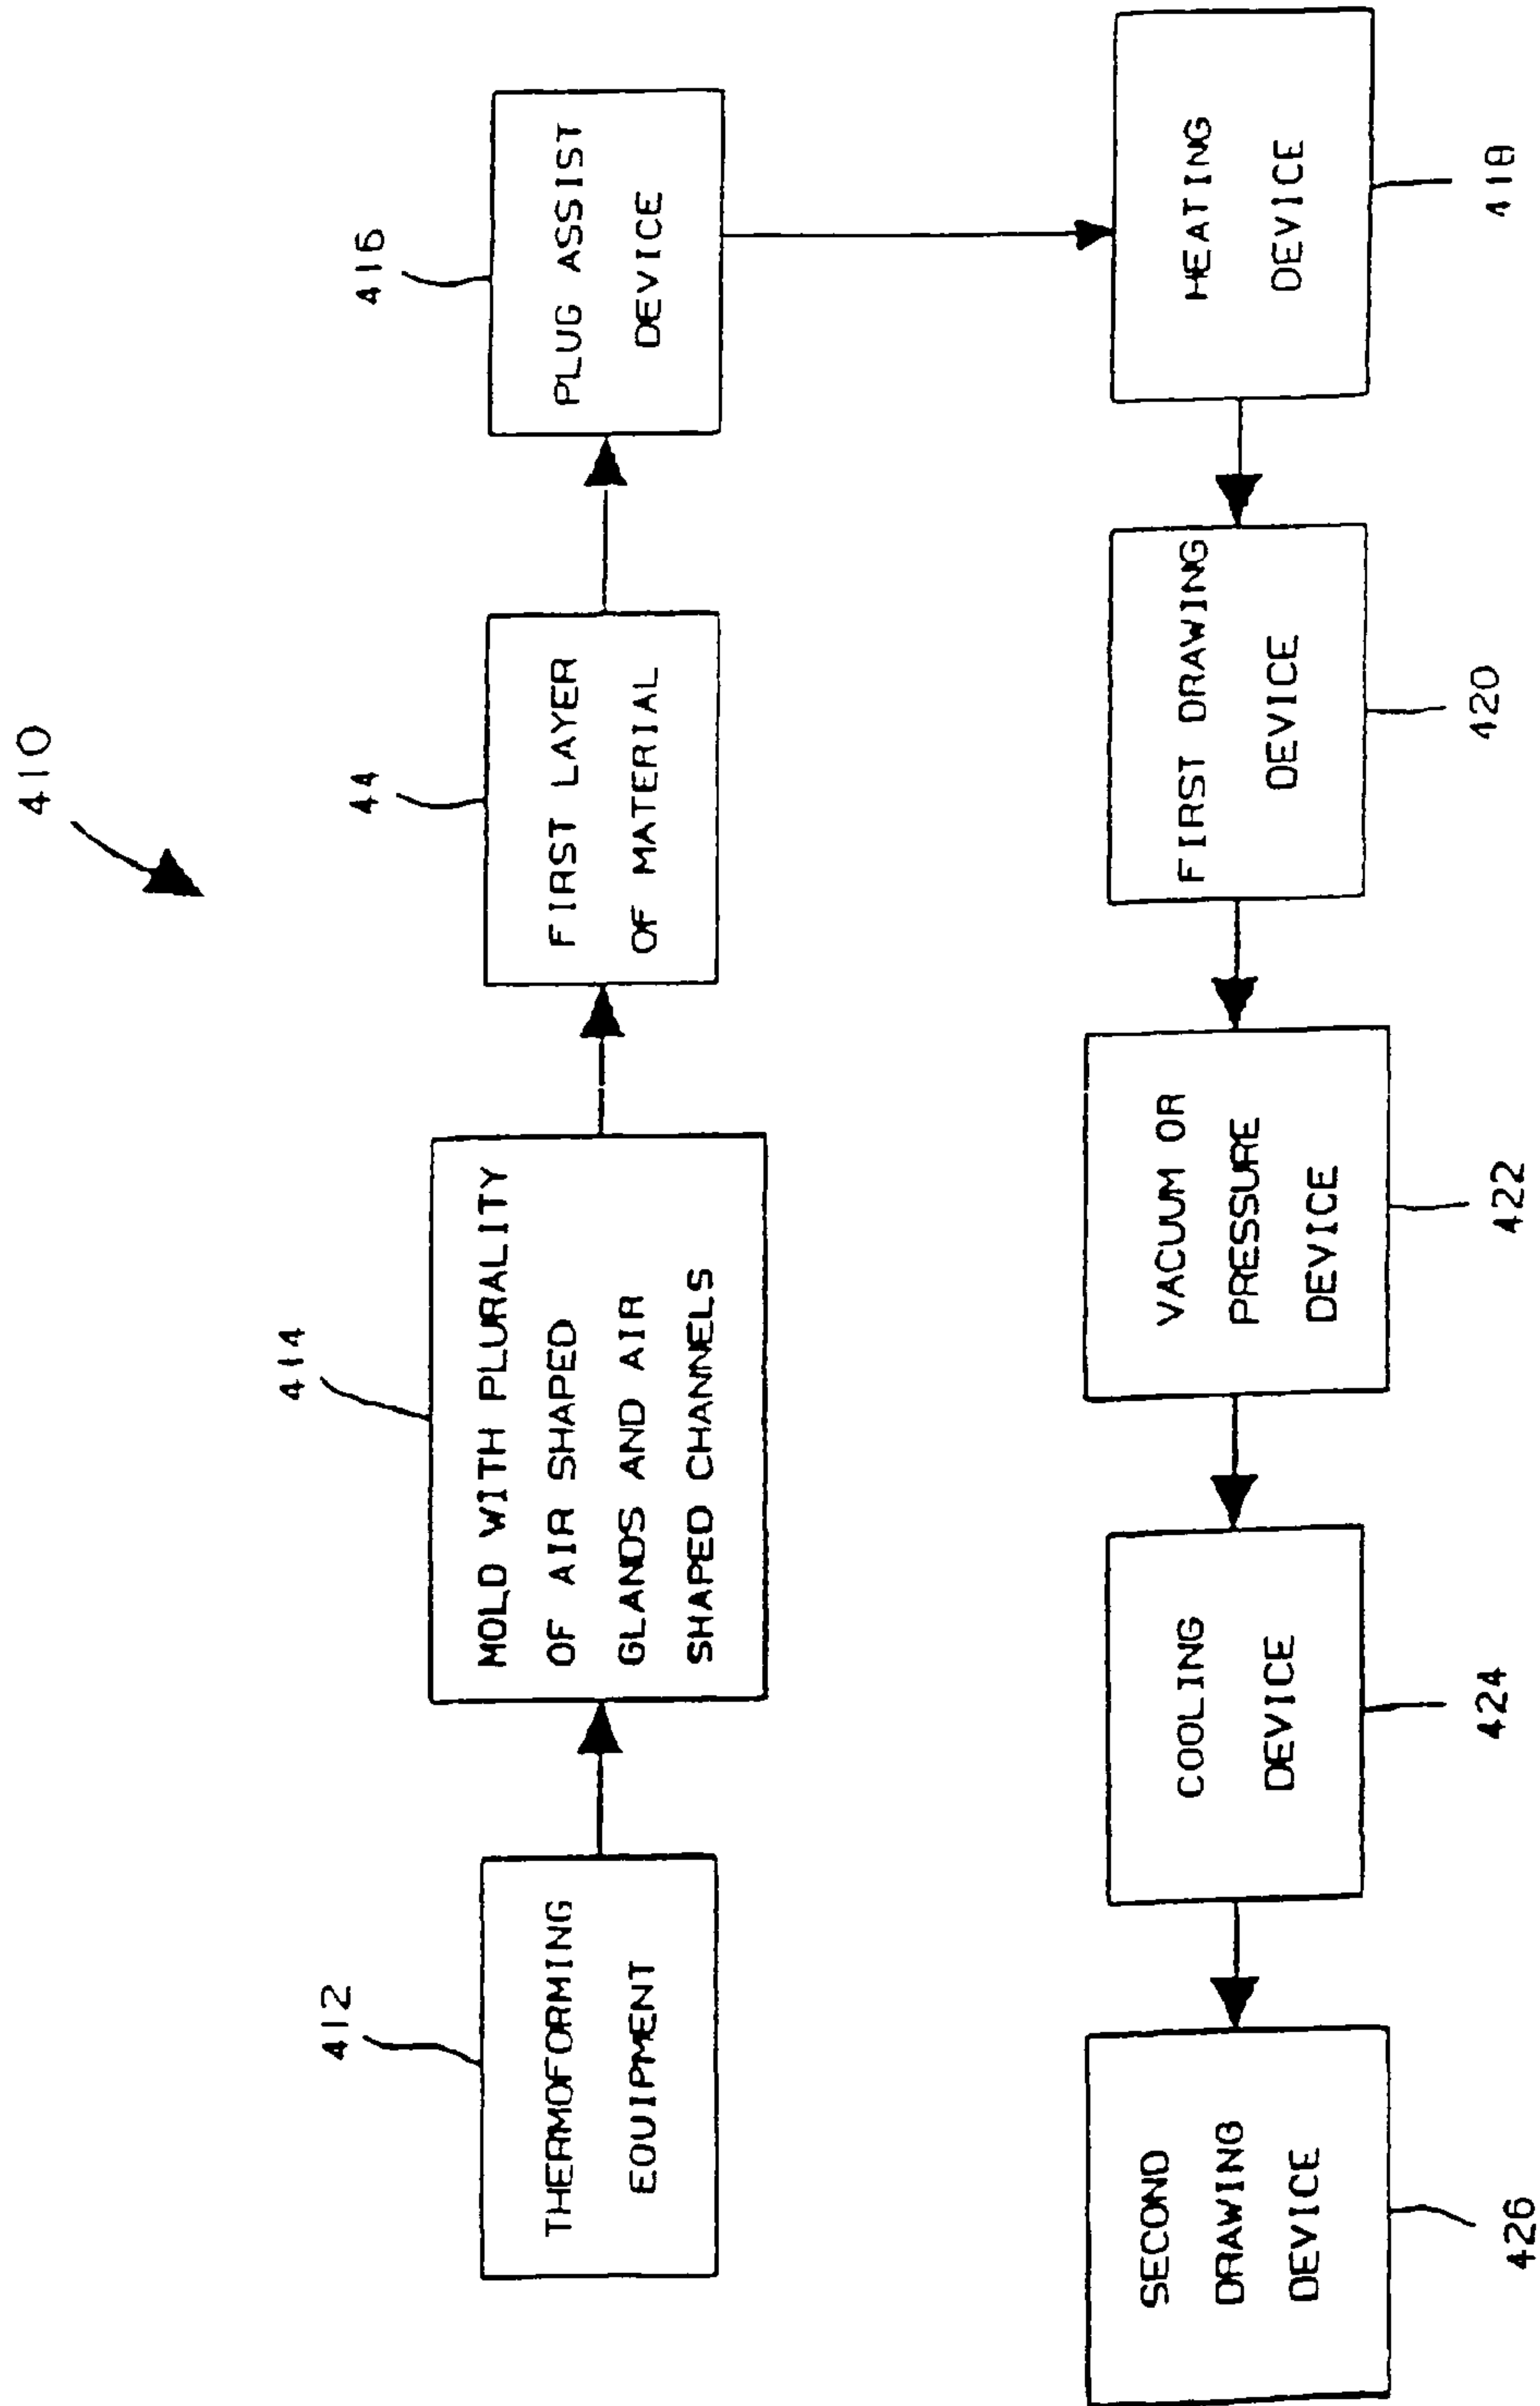 410
412
THERMOFORMING
EQUIPMENT
414
MOLD WITH PLURALITY
OF AIR SHAPED
GLANDS AND AIR
SHAPED CHANNELS
44
FIRST LAYER
OF MATERIAL
416
PLUG ASSIST
DEVICE
HEATING
DEVICE
418
FIRST DRAWING
DEVICE
420
VACUUM OR
PRESSURE
DEVICE
422
COOLING
DEVICE
424
SECOND
DRAWING
DEVICE
426